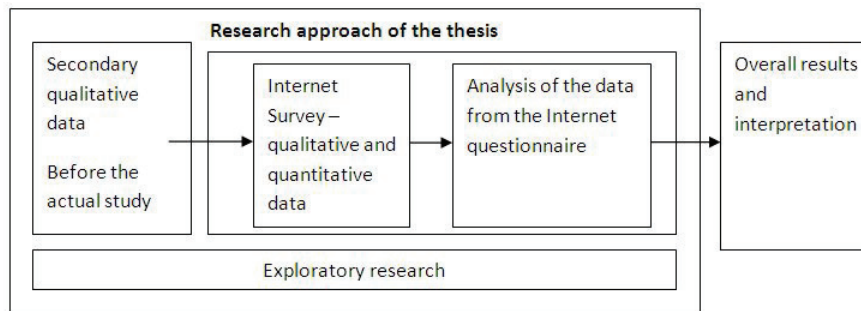 Research approach of the thesis
Secondary
qualitative
data
Before the
actual study
Internet
Survey –
qualitative and
quantitative
data
Analysis of the data
from the Internet
questionnaire
Overall results
and
interpretation
Exploratory research